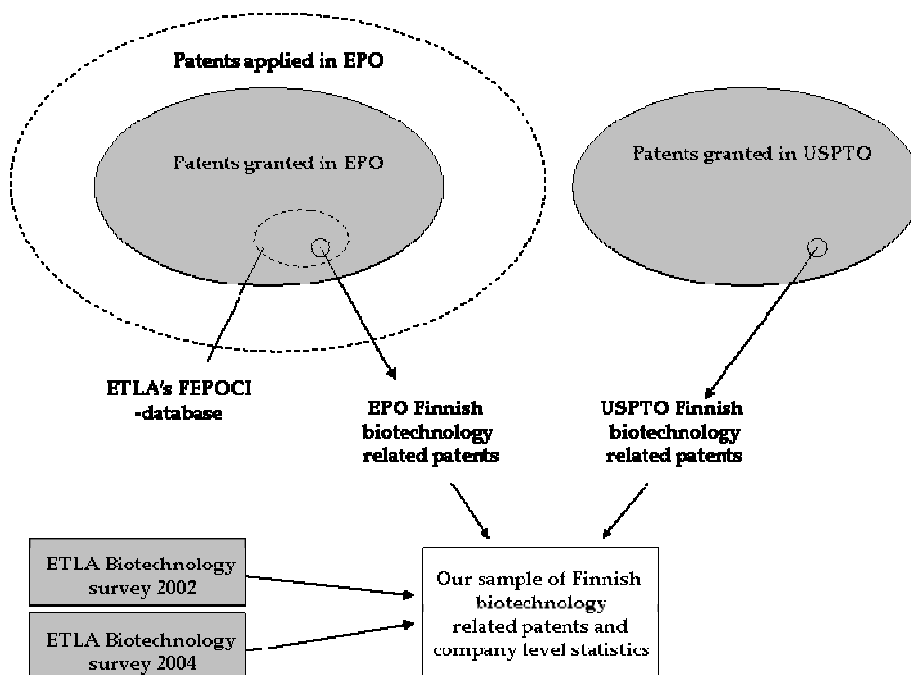 Patents applied in EPO
Patents granted in EPO
Patents granted in USPTO
ETLA's FEPOCI
-database
EPO Finnish
biotechnology
related patents
USPTO Finnish
biotechnology
related patents
ETLA Biotechnology
survey 2002
ETLA Biotechnology
survey 2004
Our sample of Finnish
biotechnology
related patents and
company level statistics